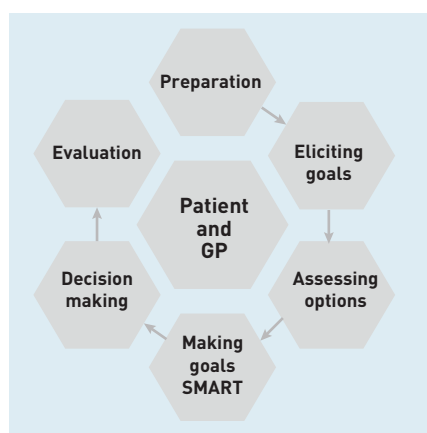 Preparation
Eliciting
goals
Assessing
options
Making
goals
SMART
Decision
making
Evaluation
Patient
and
GP